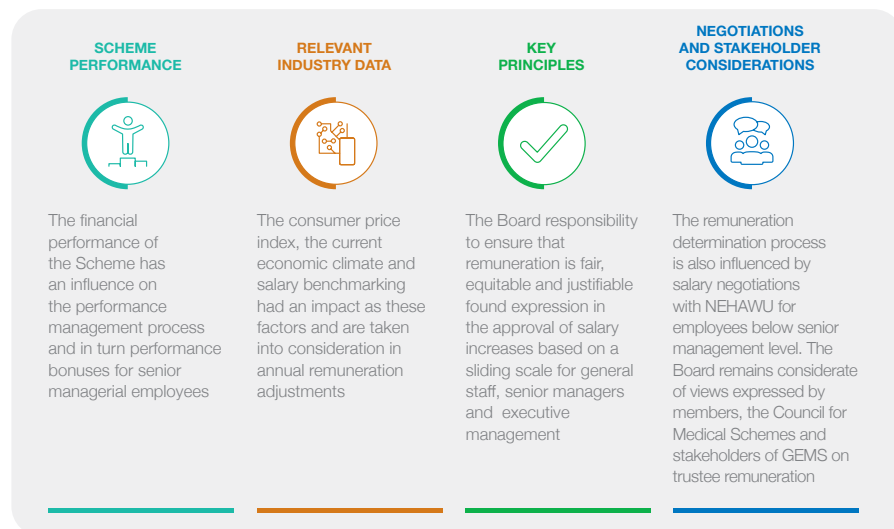 SCHEME
PERFORMANCE
The financial
performance of
the Scheme has
an influence on
the performance
management process
and in turn performance
bonuses for senior
managerial employees
RELEVANT
INDUSTRY DATA
The consumer price
index, the current
economic climate and
salary benchmarking
had an impact as these
factors and are taken
into consideration in
annual remuneration
adjustments
KEY
PRINCIPLES
The Board responsibility
to ensure that
remuneration is fair,
equitable and justifiable
found expression in
the approval of salary
increases based on a
sliding scale for general
staff, senior managers
and executive
management
NEGOTIATIONS
AND STAKEHOLDER
CONSIDERATIONS
The remuneration
determination process
is also influenced by
salary negotiations
with NEHAWU for
employees below senior
management level. The
Board remains considerate
of views expressed by
members, the Council for
Medical Schemes and
stakeholders of GEMS on
trustee remuneration